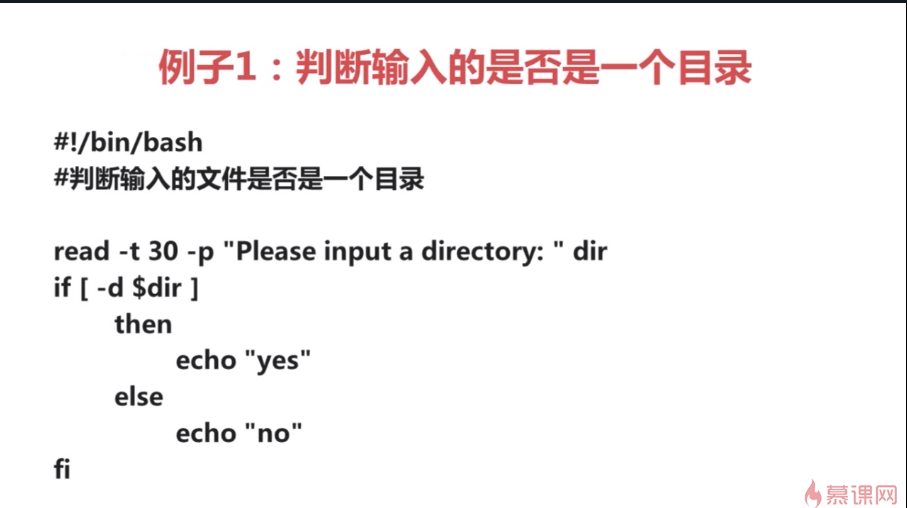 例子1：判断输入的是否是一个目录
#!/bin/bash
#判断输入的文件是否是一个目录
read -t 30 -p "Please input a directory: " dir
if [ -d $dir ]
then
echo "yes"
else
echo "no"
fi
慕课网